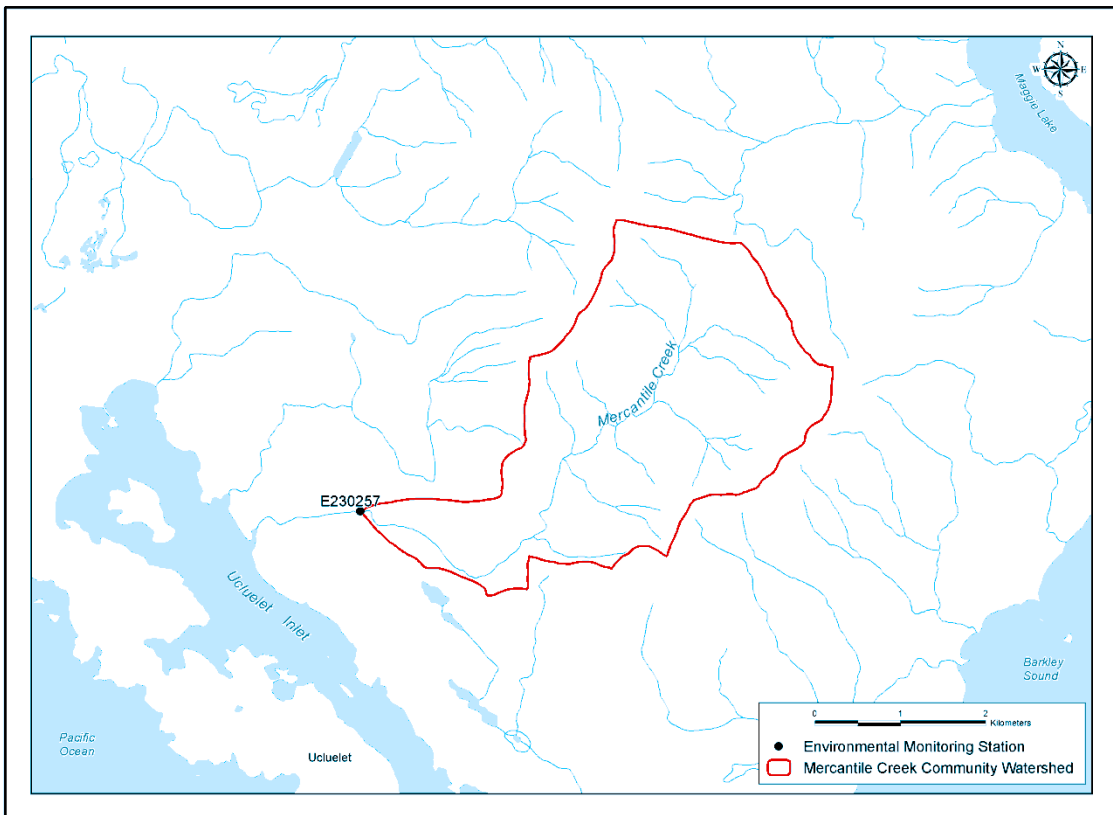 N
W E
S
Maggie Lake
Mercantile Creek
E230257
Ucluelet Inlet
Barkley
Sound
Pacific
Ocean
Ucluelet
0 1 2
Kilometers
Environmental Monitoring Station
Mercantile Creek Community Watershed